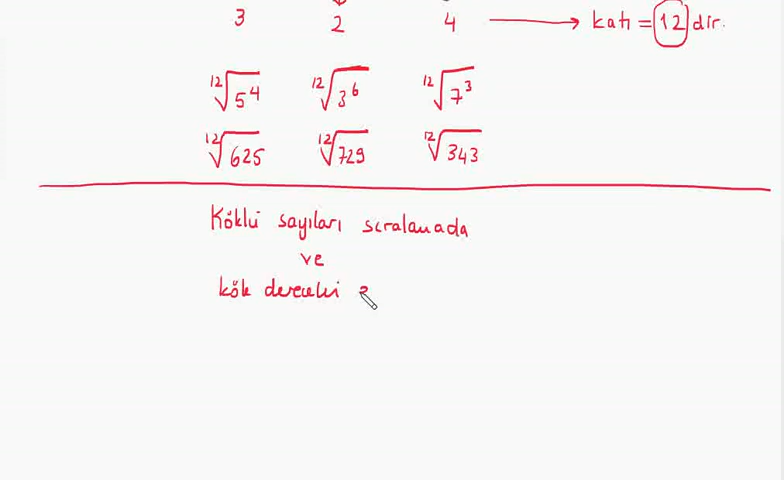 3 2 4 → katı = 12 dir.
¹²√5⁴ ¹²√3⁶ ¹²√7³
¹²√625 ¹²√729 ¹²√343
Köklü sayıları sıralamada
ve
kök dereceleri